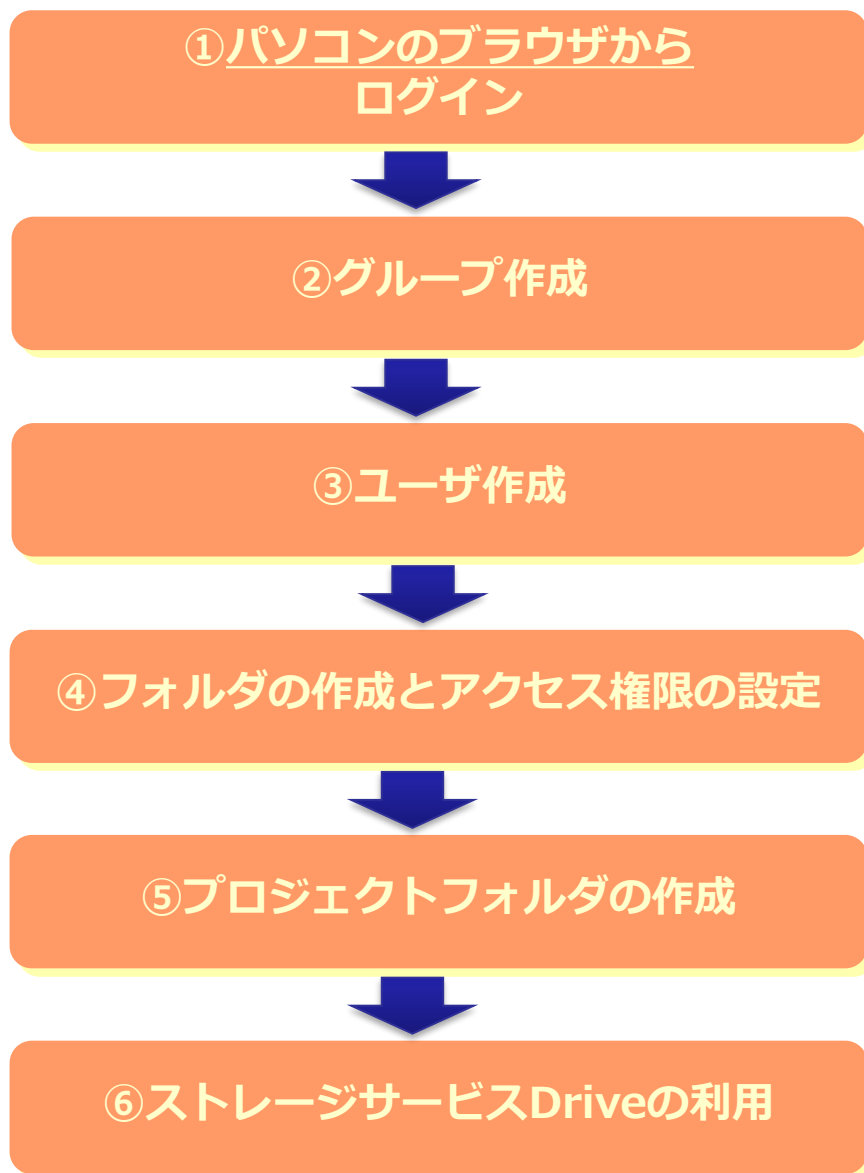 ①パソコンのブラウザから
ログイン
②グループ作成
③ユーザ作成
④フォルダの作成とアクセス権限の設定
⑤プロジェクトフォルダの作成
⑥ストレージサービスDriveの利用